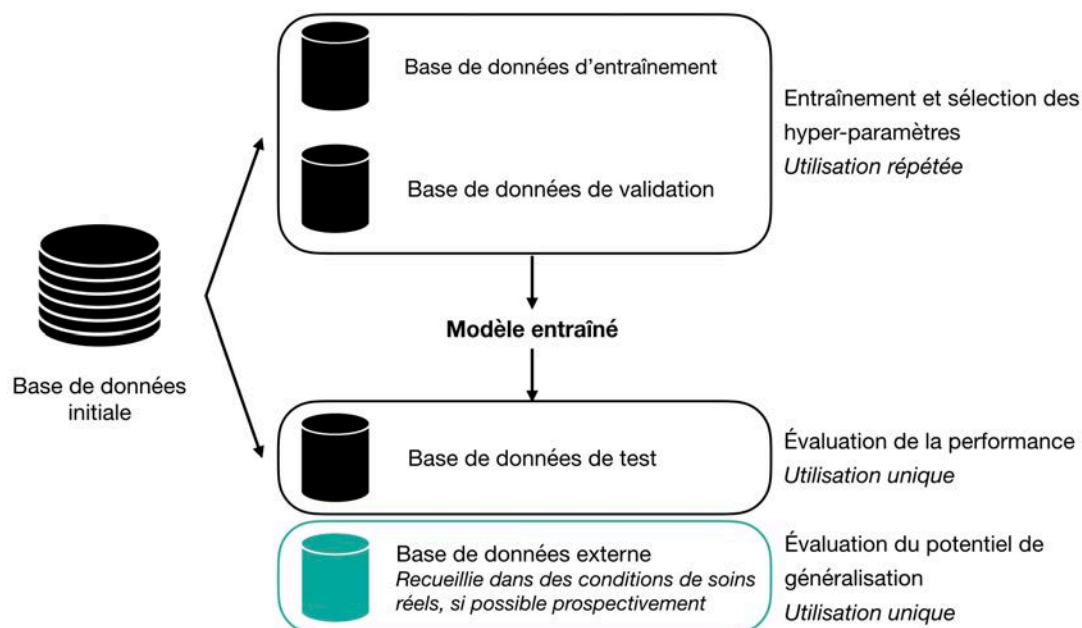 Base de données d'entraînement
Base de données de validation
Entraînement et sélection des
hyper-paramètres
Utilisation répétée
Base de données
initiale
Modèle entraîné
Base de données de test
Évaluation de la performance
Utilisation unique
Base de données externe
Recueillie dans des conditions de soins
réels, si possible prospectivement
Évaluation du potentiel de
généralisation
Utilisation unique